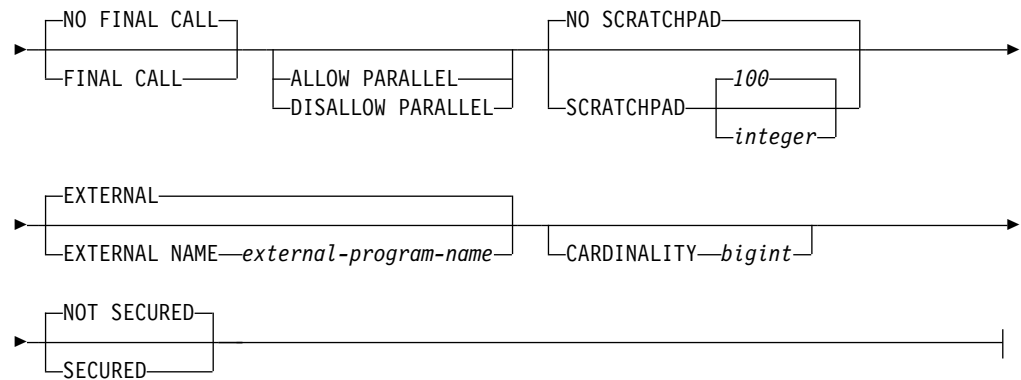 NO FINAL CALL NO SCRATCHPAD
FINAL CALL ALLOW PARALLEL SCRATCHPAD 100
DISALLOW PARALLEL integer
EXTERNAL
EXTERNAL NAME external-program-name CARDINALITY bigint
NOT SECURED
SECURED